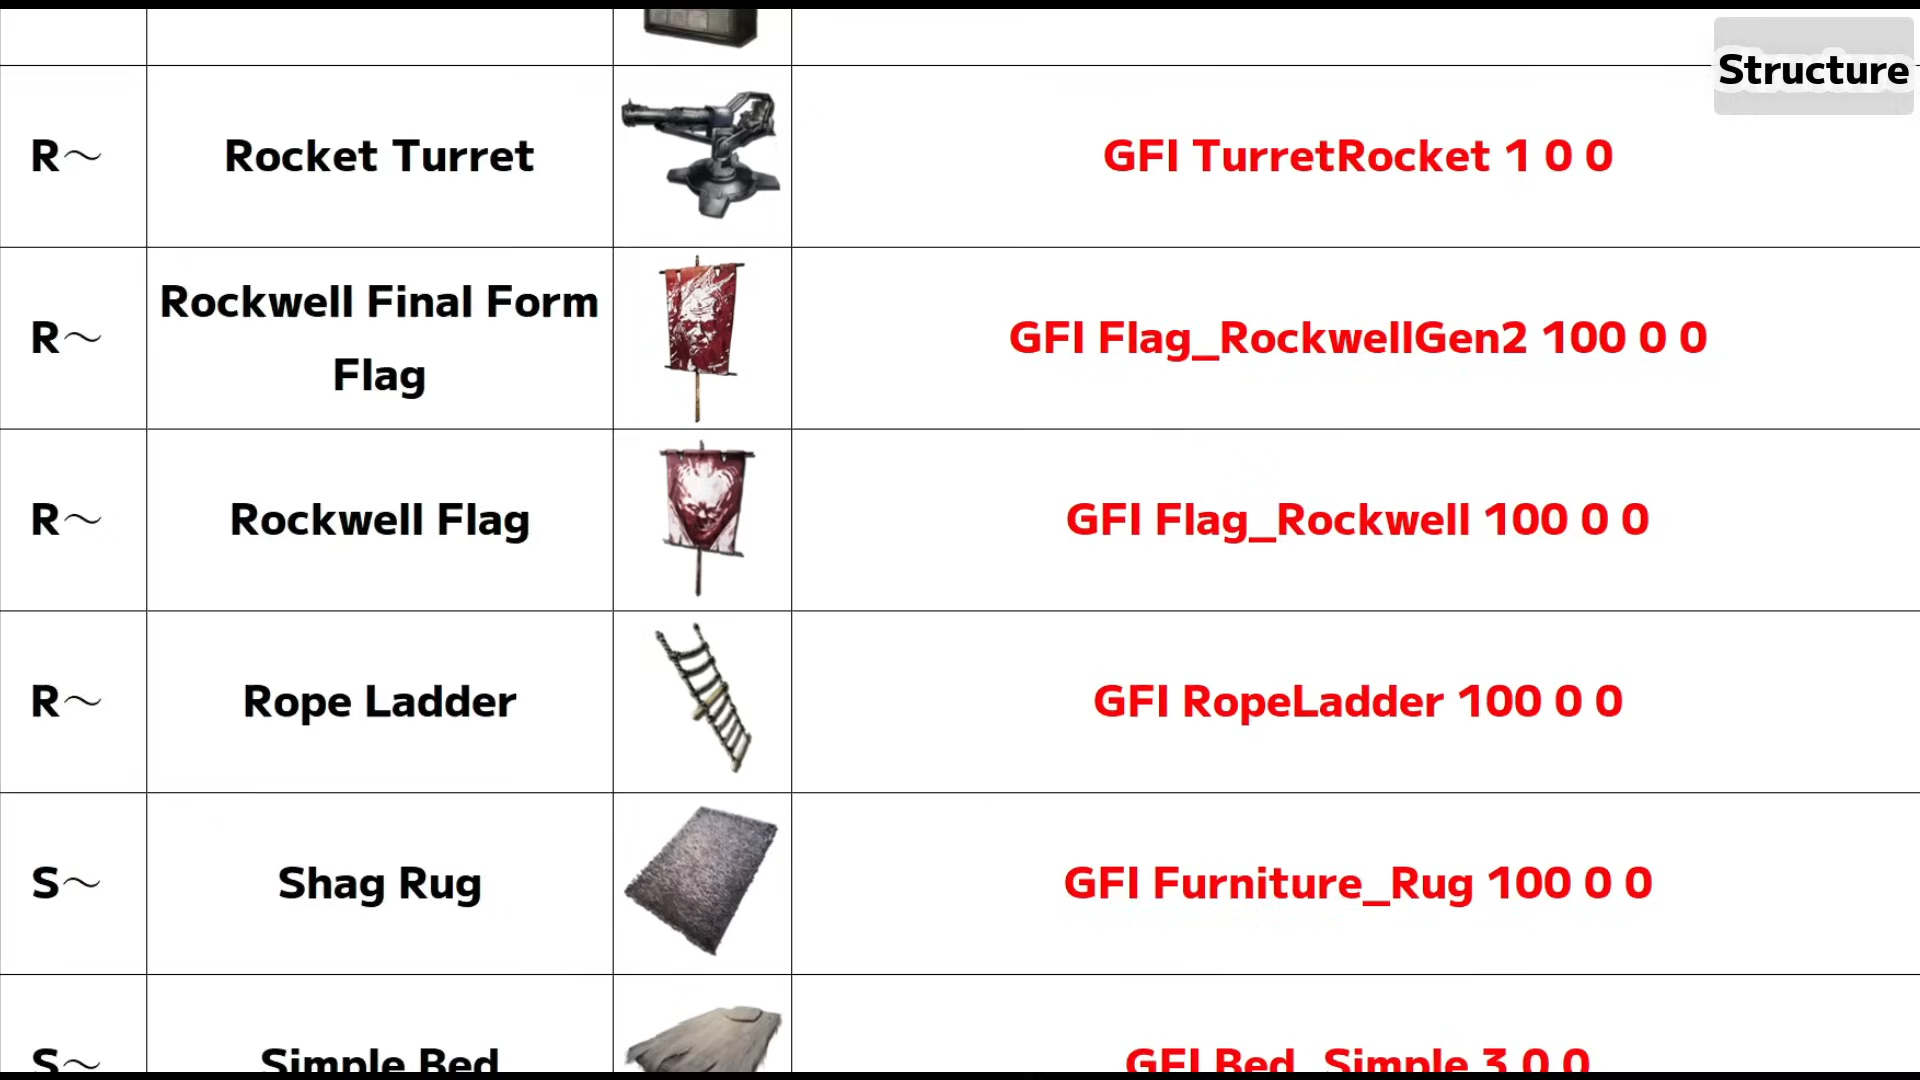 Structure
R～ Rocket Turret GFI TurretRocket 1 0 0
R～ Rockwell Final Form Flag GFI Flag_RockwellGen2 100 0 0
R～ Rockwell Flag GFI Flag_Rockwell 100 0 0
R～ Rope Ladder GFI RopeLadder 100 0 0
S～ Shag Rug GFI Furniture_Rug 100 0 0
S～ Simple Bed GFI Bed_Simple 3 0 0